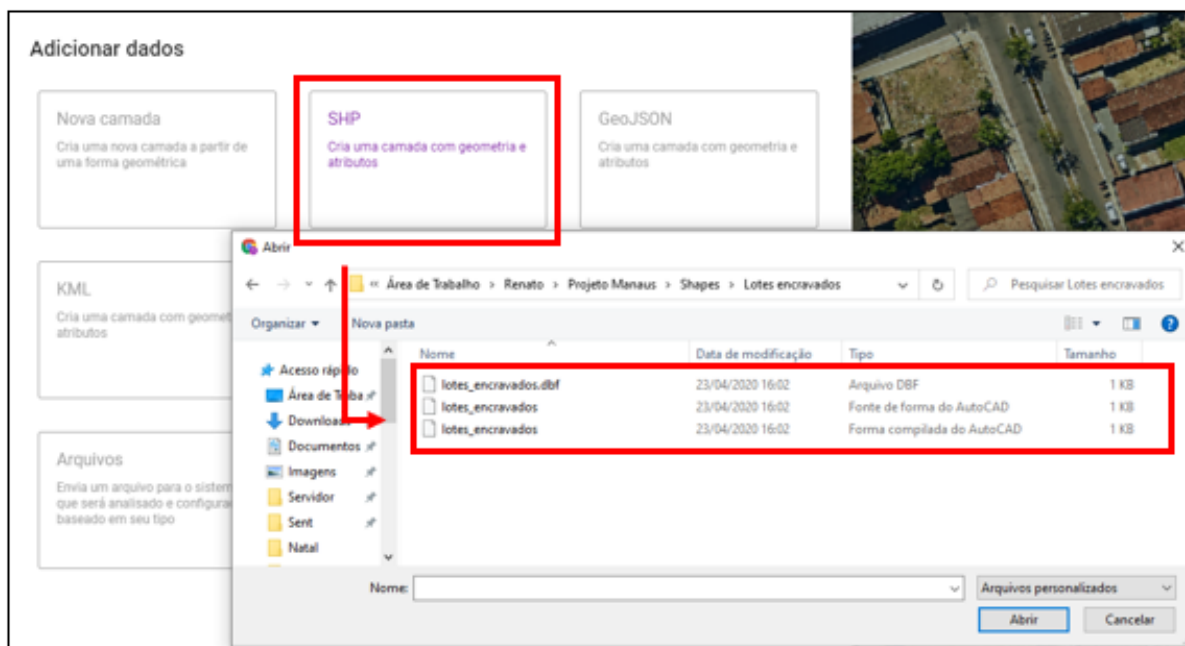 Adicionar dados
Nova camada
Cria uma nova camada a partir de
uma forma geométrica
SHP
Cria uma camada com geometria e
atributos
GeoJSON
Cria uma camada com geometria e
atributos
KML
Cria uma camada com
atributos
Arquivos
Envia um arquivo para o
que será analisado e
baseado em seu tipo
Abrir
« Área de Trabalho > Renato > Projeto Manaus > Shapes > Lotes encravados
Pesquisar Lotes encravados
Organizar
Nova pasta
Nome Data de modificação Tipo Tamanho
lotes_encravados.dbf 23/04/2020 16:02 Arquivo DBF 1 KB
lotes_encravados 23/04/2020 16:02 Fonte de forma do AutoCAD 1 KB
lotes_encravados 23/04/2020 16:02 Forma compilada do AutoCAD 1 KB
Acesso rápido
Área de Traba
Downloads
Documentos
Imagens
Servidor
Sent
Natal
Nome:
Arquivos personalizados
Abrir
Cancelar